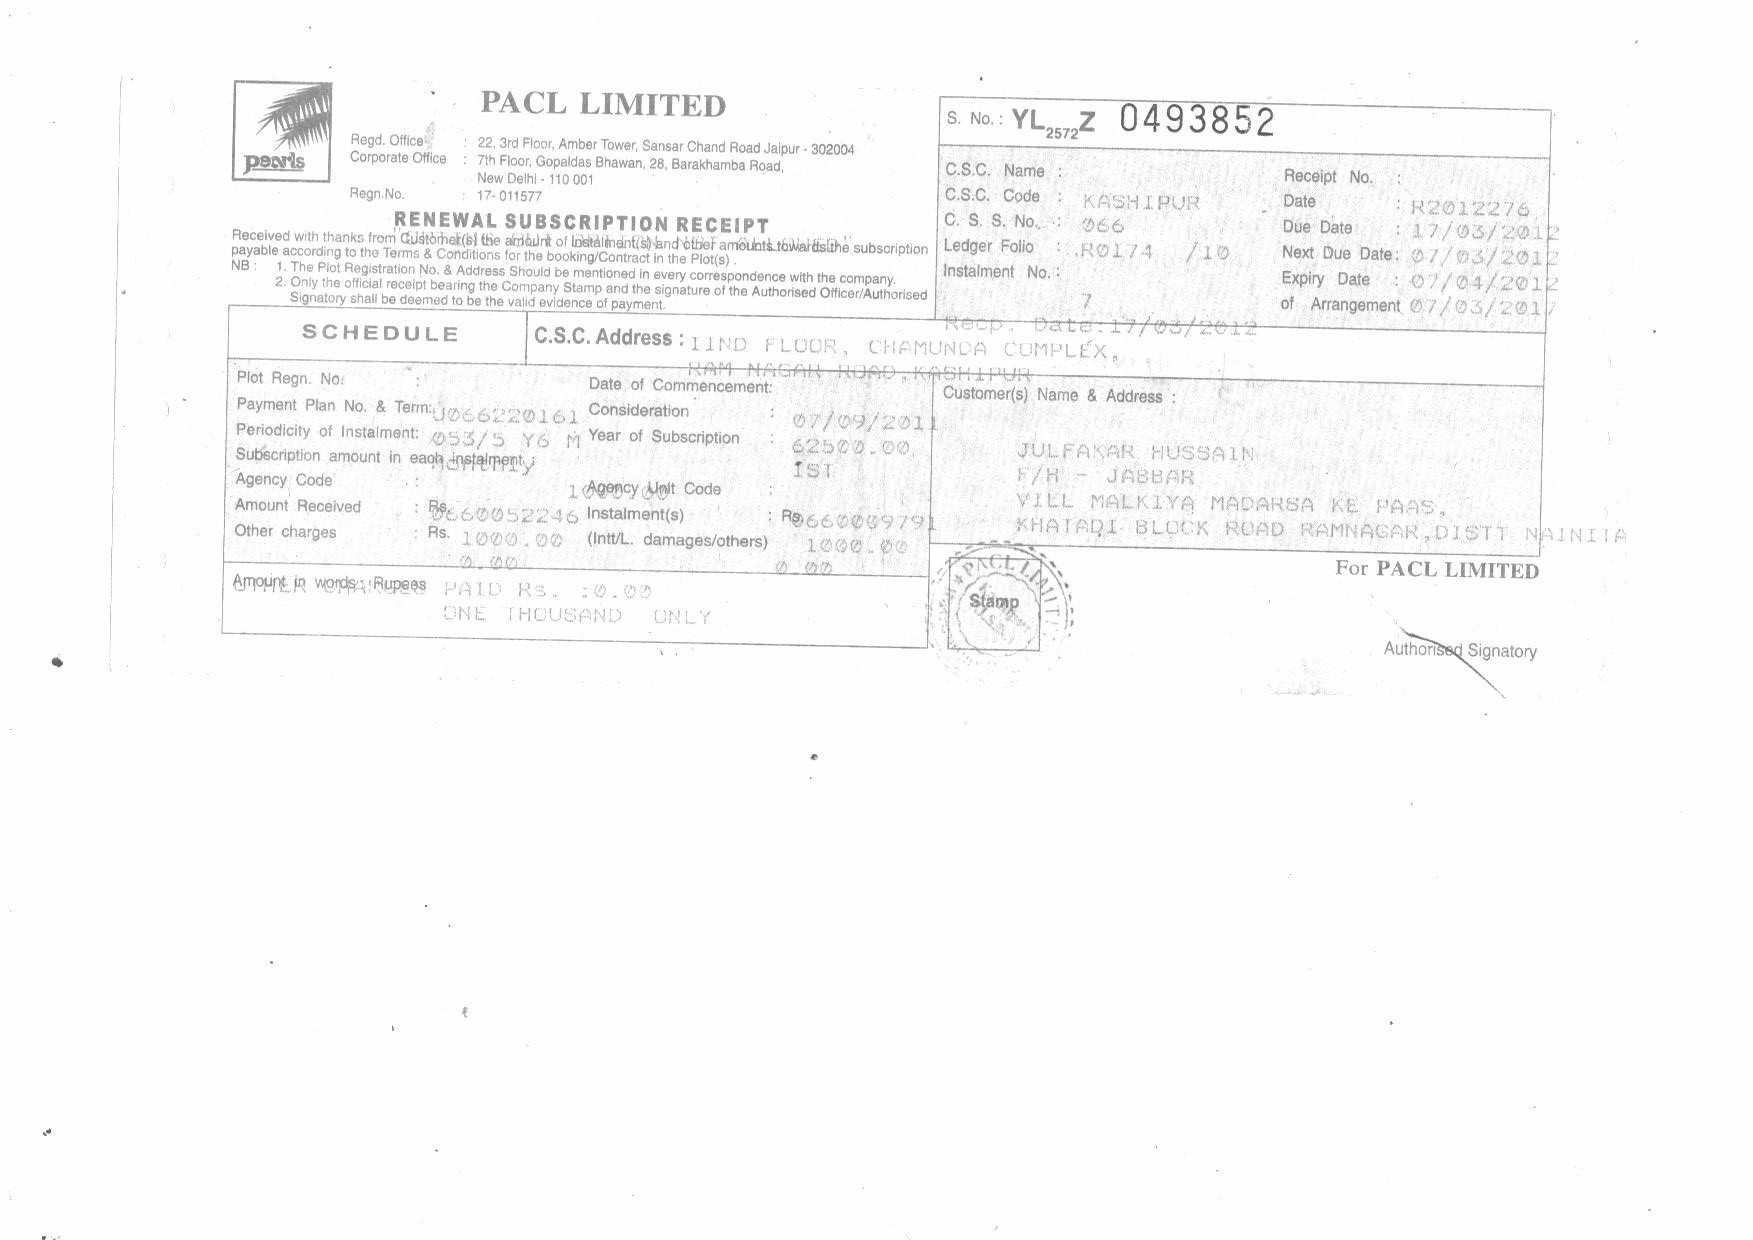 pearls
PACL LIMITED
Regd. Office : 22, 3rd Floor, Amber Tower, Sansar Chand Road Jaipur - 302004
Corporate Office : 7th Floor, Gopaldas Bhawan, 28, Barakhamba Road,
New Delhi - 110 001
Regn.No. : 17- 011577
RENEWAL SUBSCRIPTION RECEIPT
Received with thanks from Customer(s) the amount of Instalment(s) and other amounts towards the subscription
payable according to the Terms & Conditions for the booking/Contract in the Plot(s) .
NB : 1. The Plot Registration No. & Address Should be mentioned in every correspondence with the company.
2. Only the official receipt bearing the Company Stamp and the signature of the Authorised Officer/Authorised
Signatory shall be deemed to be the valid evidence of payment.
S. No. : YL2572Z 0493852
C.S.C. Name :
C.S.C. Code : KASHIPUR
C. S. S. No. : 066
Ledger Folio : R0174 /10
Instalment No. :
7
Receipt No. :
Date : R2012276
Due Date : 17/03/2012
Next Due Date: 07/03/2012
Expiry Date : 07/04/2012
of Arrangement 07/03/2017
Recp. Date:17/03/2012
SCHEDULE
C.S.C. Address : IIND FLOOR, CHAMUNDA COMPLEX,
RAM NAGAR ROAD,KASHIPUR
Plot Regn. No. : Date of Commencement:
Payment Plan No. & Term: U066220161 Consideration : 07/09/2011
Periodicity of Instalment: 053/5 Y6 M Year of Subscription : 62500.00
Subscription amount in each instalment IST
Agency Code : Agency Unit Code :
Amount Received : Rs. 0660052246 Instalment(s) : Rs 0660009791
Other charges : Rs. 1000.00 (Intt/L. damages/others) 1000.00
0.00 0.00
Customer(s) Name & Address :
JULFAKAR HUSSAIN
F/H - JABBAR
VILL MALKIYA MADARSA KE PAAS,
KHATADI BLOCK ROAD RAMNAGAR,DISTT NAINITA
Amount in words : Rupees PAID RS. :0.00
ONE THOUSAND ONLY
PACL LIMITE
Stamp
For PACL LIMITED
Authorised Signatory